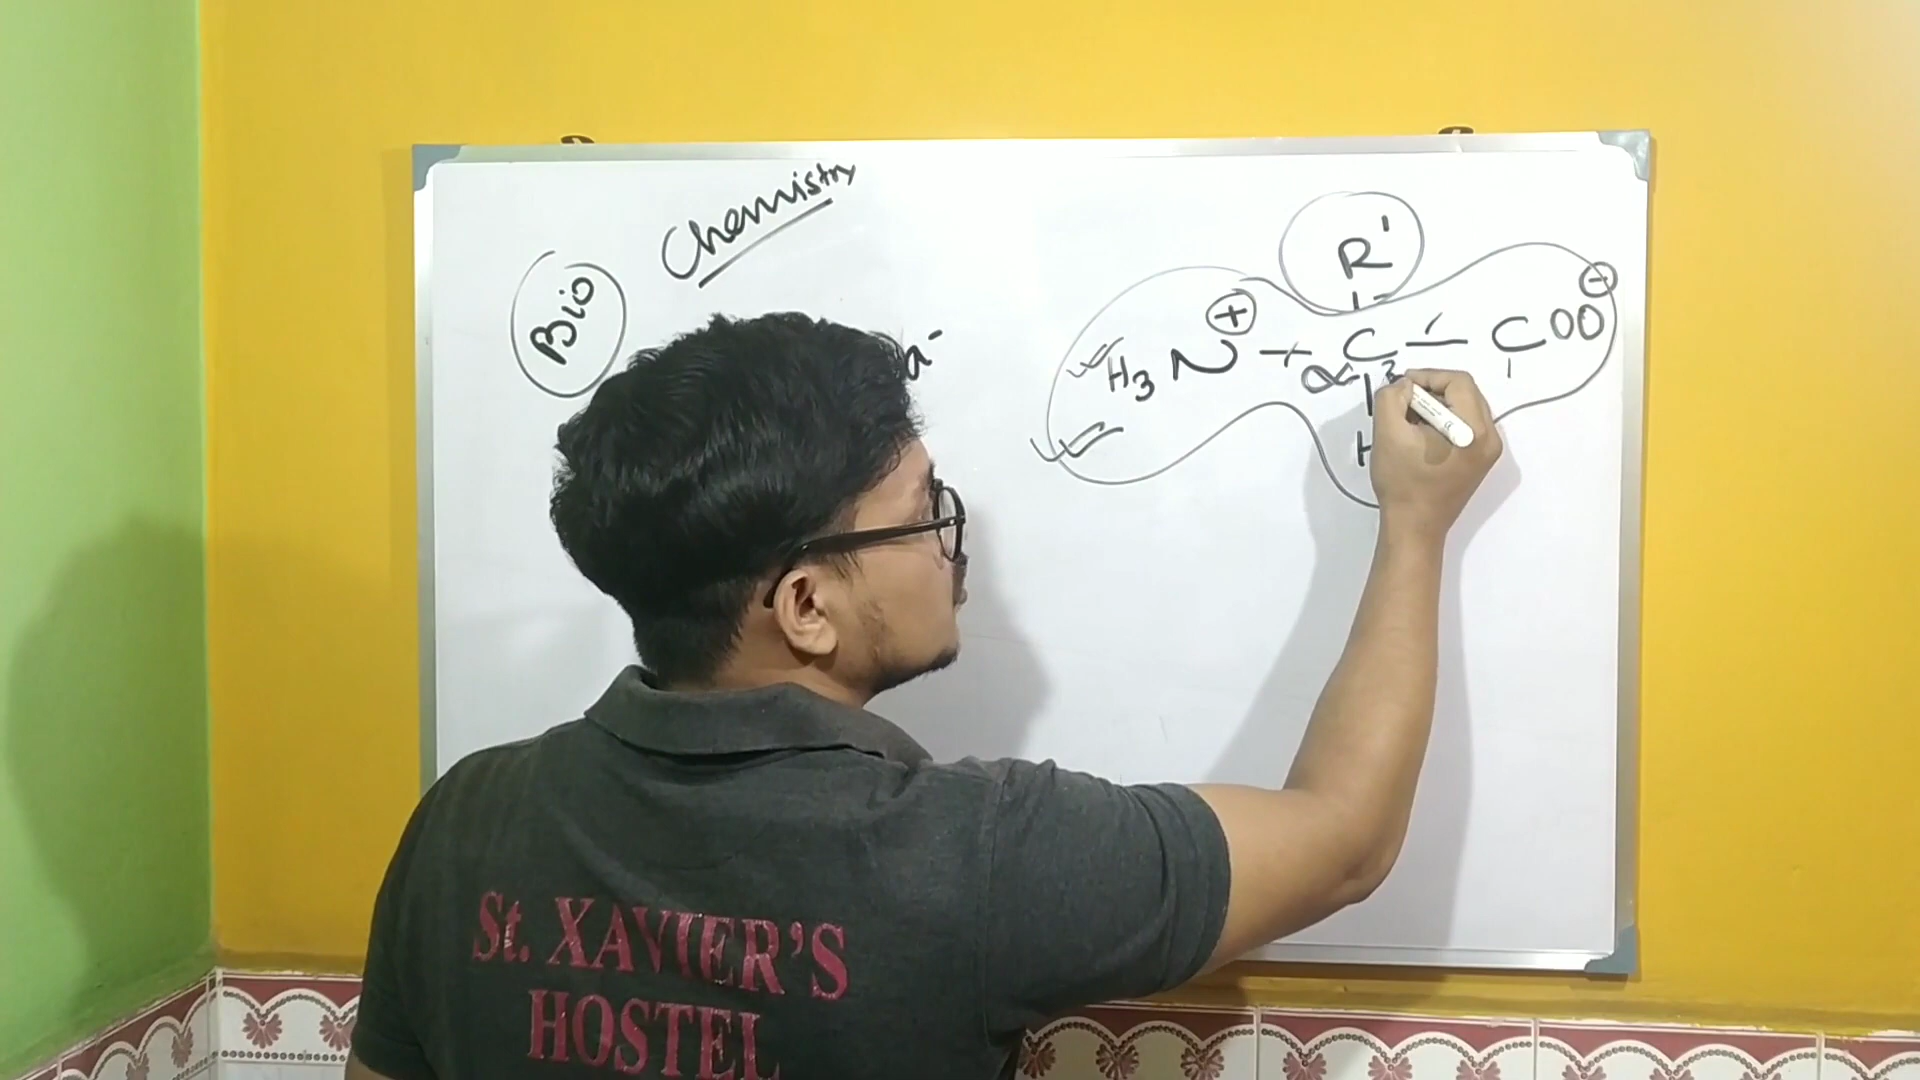 Bio Chemistry
R'
H₃N⊕ — C — COO⊖
α
H
St. XAVIER'S
HOSTEL